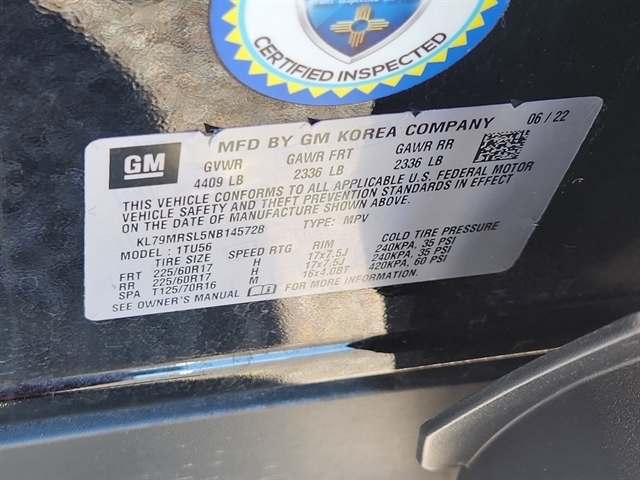 CERTIFIED INSPECTED
GM
MFD BY GM KOREA COMPANY 06/22
GVWR GAWR FRT GAWR RR
4409 LB 2336 LB 2336 LB
THIS VEHICLE CONFORMS TO ALL APPLICABLE U.S. FEDERAL MOTOR
VEHICLE SAFETY AND THEFT PREVENTION STANDARDS IN EFFECT
ON THE DATE OF MANUFACTURE SHOWN ABOVE.
KL79MRSL5NB145728 TYPE: MPV
MODEL: 1TU56
TIRE SIZE SPEED RTG RIM COLD TIRE PRESSURE
FRT 225/60R17 H 17x7.5J 240KPA, 35 PSI
RR 225/60R17 H 17x7.5J 240KPA, 35 PSI
SPA T125/70R16 M 16x4.0BT 420KPA, 60 PSI
SEE OWNER'S MANUAL FOR MORE INFORMATION.